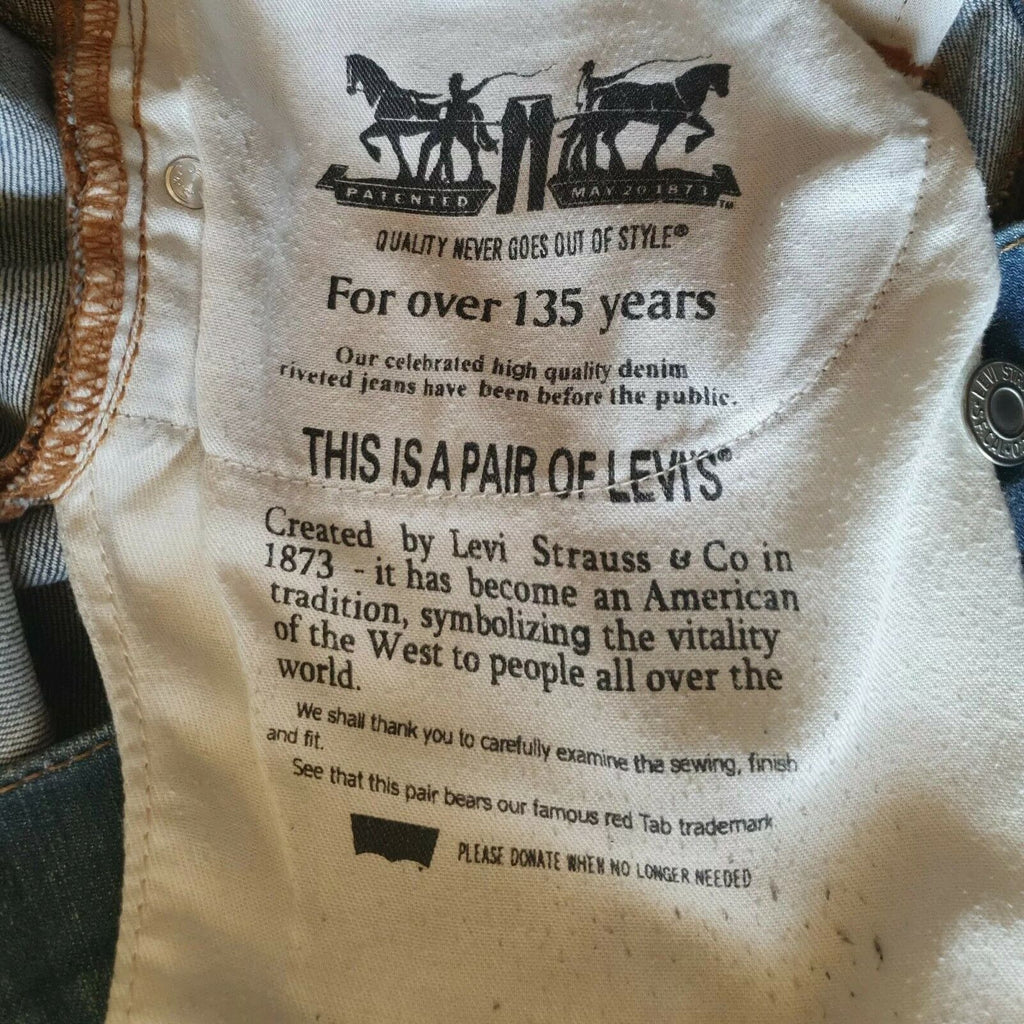 PATENTED MAY 20 1873 ™
QUALITY NEVER GOES OUT OF STYLE®
For over 135 years
Our celebrated high quality denim
riveted jeans have been before the public.
THIS IS A PAIR OF LEVI'S®
Created by Levi Strauss & Co in
1873 - it has become an American
tradition, symbolizing the vitality
of the West to people all over the
world.
We shall thank you to carefully examine the sewing, finish
and fit.
See that this pair bears our famous red Tab trademark
PLEASE DONATE WHEN NO LONGER NEEDED
LEVI